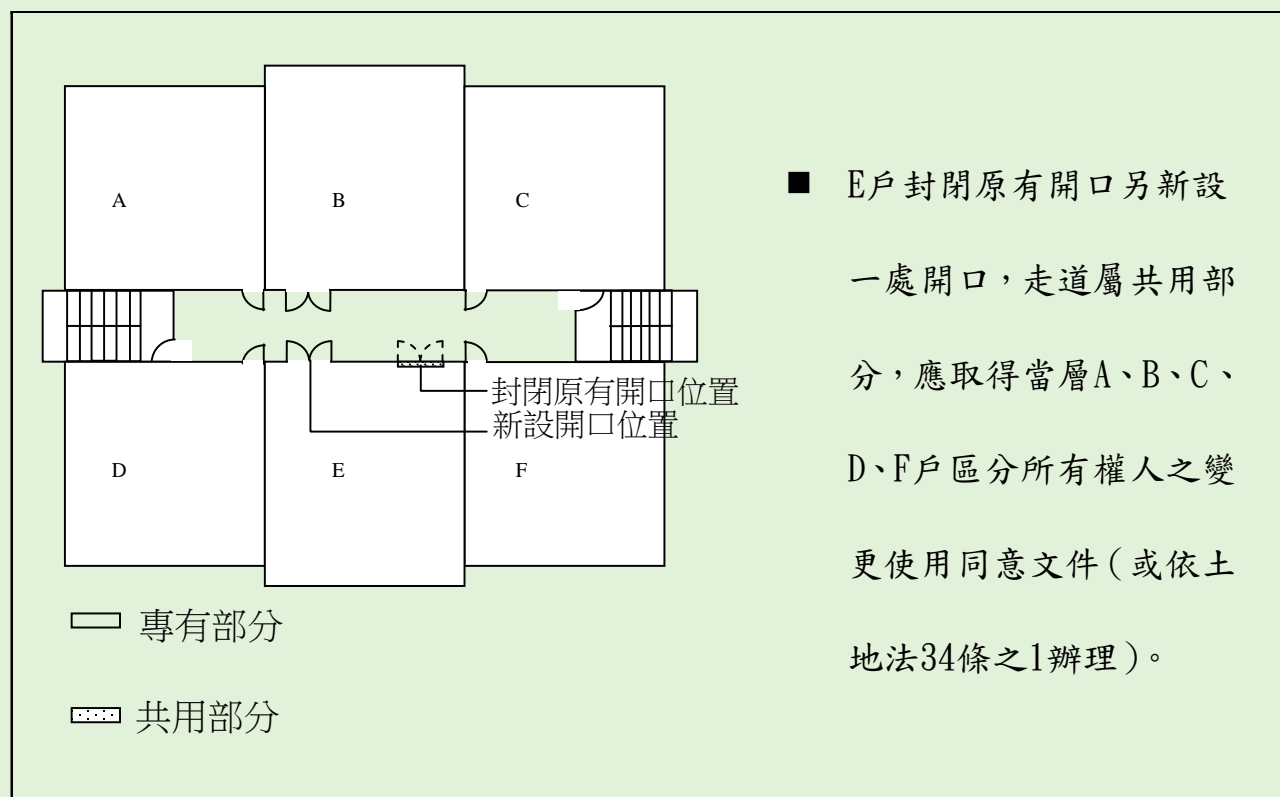 A
B
C
封閉原有開口位置
新設開口位置
D
E
F
專有部分
共用部分
■ E戶封閉原有開口另新設
一處開口，走道屬共用部
分，應取得當層A、B、C、
D、F戶區分所有權人之變
更使用同意文件（或依土
地法34條之1辦理）。